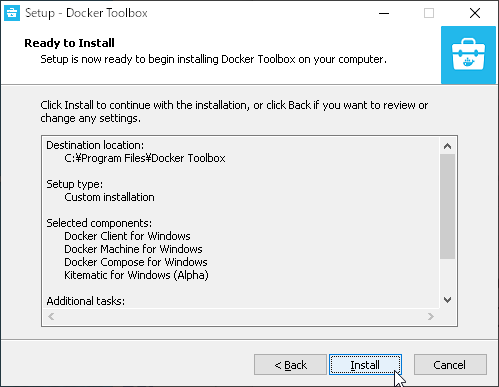 Setup - Docker Toolbox
Ready to Install
Setup is now ready to begin installing Docker Toolbox on your computer.
Click Install to continue with the installation, or click Back if you want to review or
change any settings.
Destination location:
C:¥Program Files¥Docker Toolbox
Setup type:
Custom installation
Selected components:
Docker Client for Windows
Docker Machine for Windows
Docker Compose for Windows
Kitematic for Windows (Alpha)
Additional tasks:
< Back
Install
Cancel